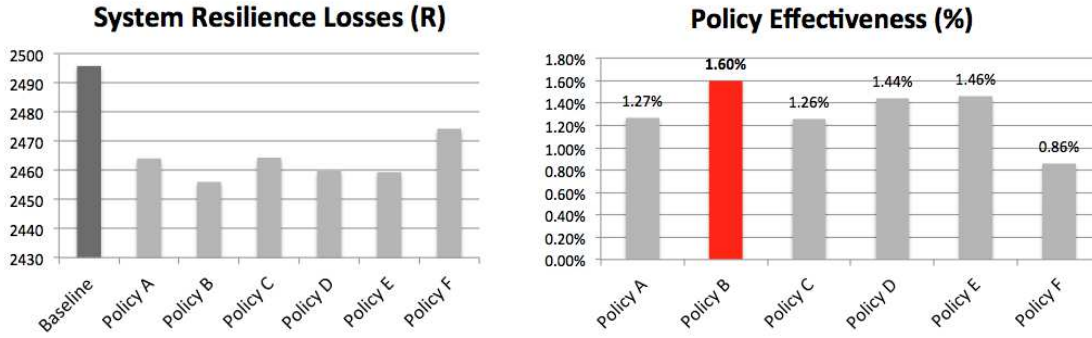 System Resilience Losses (R)
2500
2490
2480
2470
2460
2450
2440
2430
Baseline
Policy A
Policy B
Policy C
Policy D
Policy E
Policy F
Policy Effectiveness (%)
1.80%
1.60%
1.40%
1.20%
1.00%
0.80%
0.60%
0.40%
0.20%
0.00%
1.27%
1.60%
1.26%
1.44%
1.46%
0.86%
Policy A
Policy B
Policy C
Policy D
Policy E
Policy F